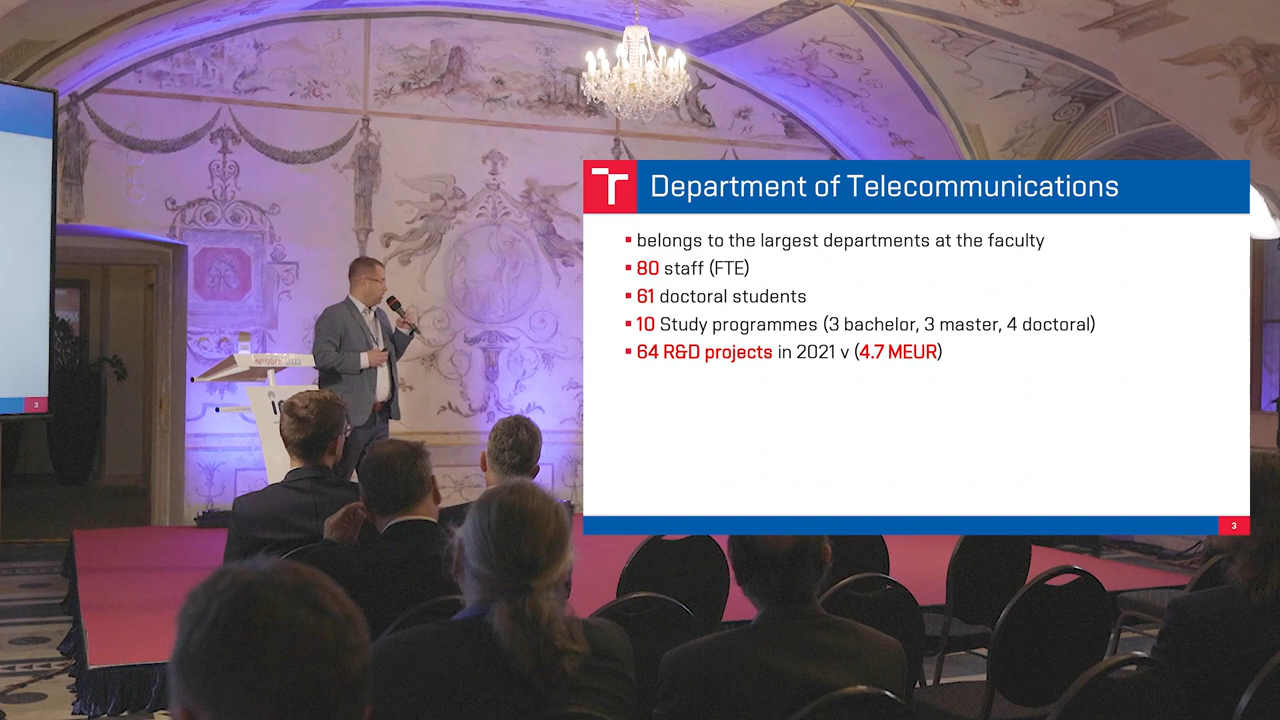 Department of Telecommunications
belongs to the largest departments at the faculty
80 staff (FTE)
61 doctoral students
10 Study programmes (3 bachelor, 3 master, 4 doctoral)
64 R&D projects in 2021 v (4.7 MEUR)
3
3